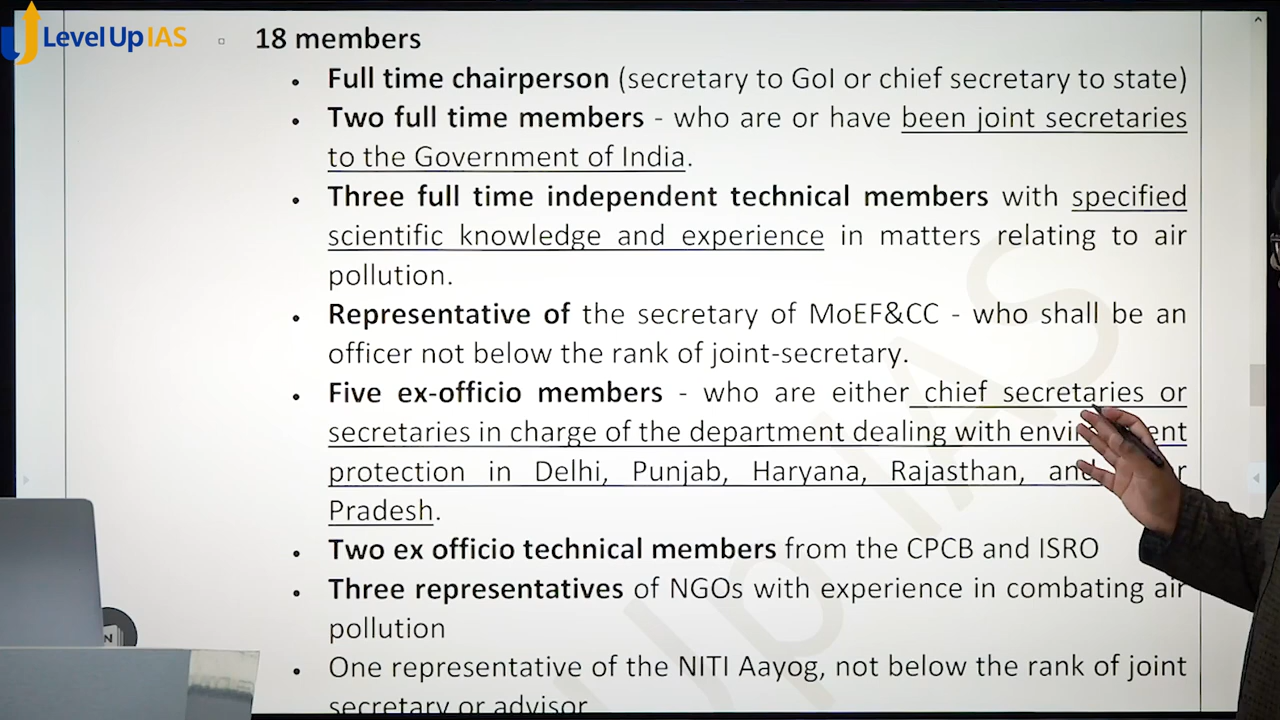 LevelUp IAS
18 members
Full time chairperson (secretary to GoI or chief secretary to state)
Two full time members - who are or have been joint secretaries
to the Government of India.
Three full time independent technical members with specified
scientific knowledge and experience in matters relating to air
pollution.
Representative of the secretary of MoEF&CC - who shall be an
officer not below the rank of joint-secretary.
Five ex-officio members - who are either chief secretaries or
secretaries in charge of the department dealing with
protection in Delhi, Punjab, Haryana, Rajasthan,
Pradesh.
Two ex officio technical members from the CPCB and ISRO
Three representatives of NGOs with experience in combating air
pollution
One representative of the NITI Aayog, not below the rank of joint
secretary or advisor
Up IAS